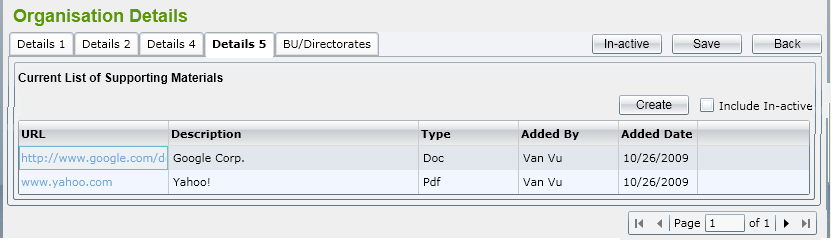 Organisation Details
Details 1 Details 2 Details 4 Details 5 BU/Directorates In-active Save Back
Current List of Supporting Materials
Create Include In-active
URL Description Type Added By Added Date
http://www.google.com/d Google Corp. Doc Van Vu 10/26/2009
www.yahoo.com Yahoo! Pdf Van Vu 10/26/2009
Page 1 of 1